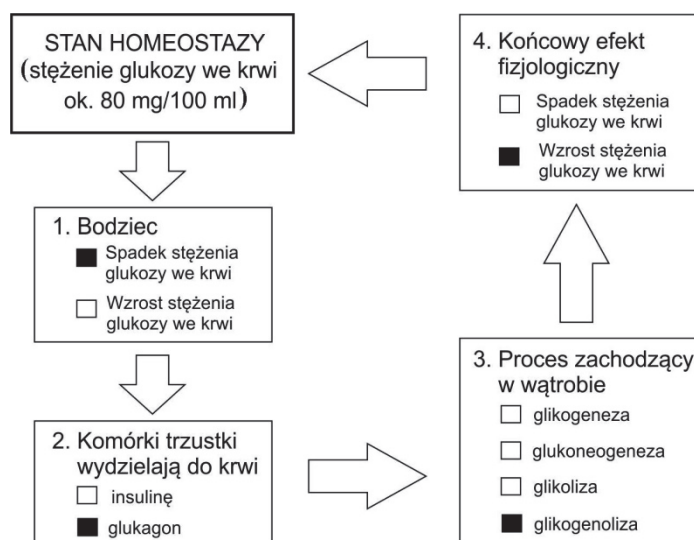 STAN HOMEOSTAZY
(stężenie glukozy we krwi
ok. 80 mg/100 ml)
1. Bodziec
Spadek stężenia
glukozy we krwi
Wzrost stężenia
glukozy we krwi
2. Komórki trzustki
wydzielają do krwi
insulinę
glukagon
3. Proces zachodzący
w wątrobie
glikogeneza
glukoneogeneza
glikoliza
glikogenoliza
4. Końcowy efekt
fizjologiczny
Spadek stężenia
glukozy we krwi
Wzrost stężenia
glukozy we krwi